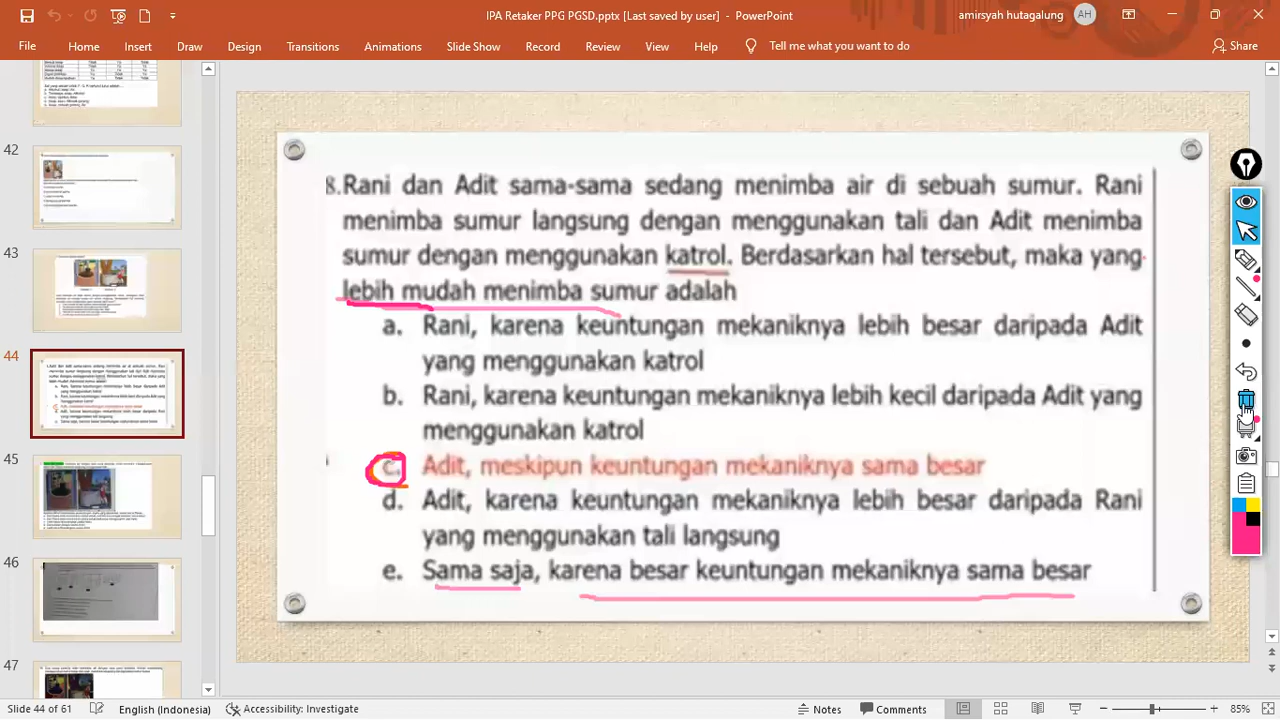 IPA Retaker PPG PGSD.pptx [Last saved by user] - PowerPoint
amirsyah hutagalung AH
File Home Insert Draw Design Transitions Animations Slide Show Record Review View Help Tell me what you want to do Share
42
43
44
45
46
47
8. Rani dan Adit sama-sama sedang menimba air di sebuah sumur. Rani
menimba sumur langsung dengan menggunakan tali dan Adit menimba
sumur dengan menggunakan katrol. Berdasarkan hal tersebut, maka yang
lebih mudah menimba sumur adalah
a. Rani, karena keuntungan mekaniknya lebih besar daripada Adit
yang menggunakan katrol
b. Rani, karena keuntungan mekaniknya lebih kecil daripada Adit yang
menggunakan katrol
c. Adit, meskipun keuntungan mekaniknya sama besar
d. Adit, karena keuntungan mekaniknya lebih besar daripada Rani
yang menggunakan tali langsung
e. Sama saja, karena besar keuntungan mekaniknya sama besar
Slide 44 of 61 English (Indonesia) Accessibility: Investigate Notes Comments 85%